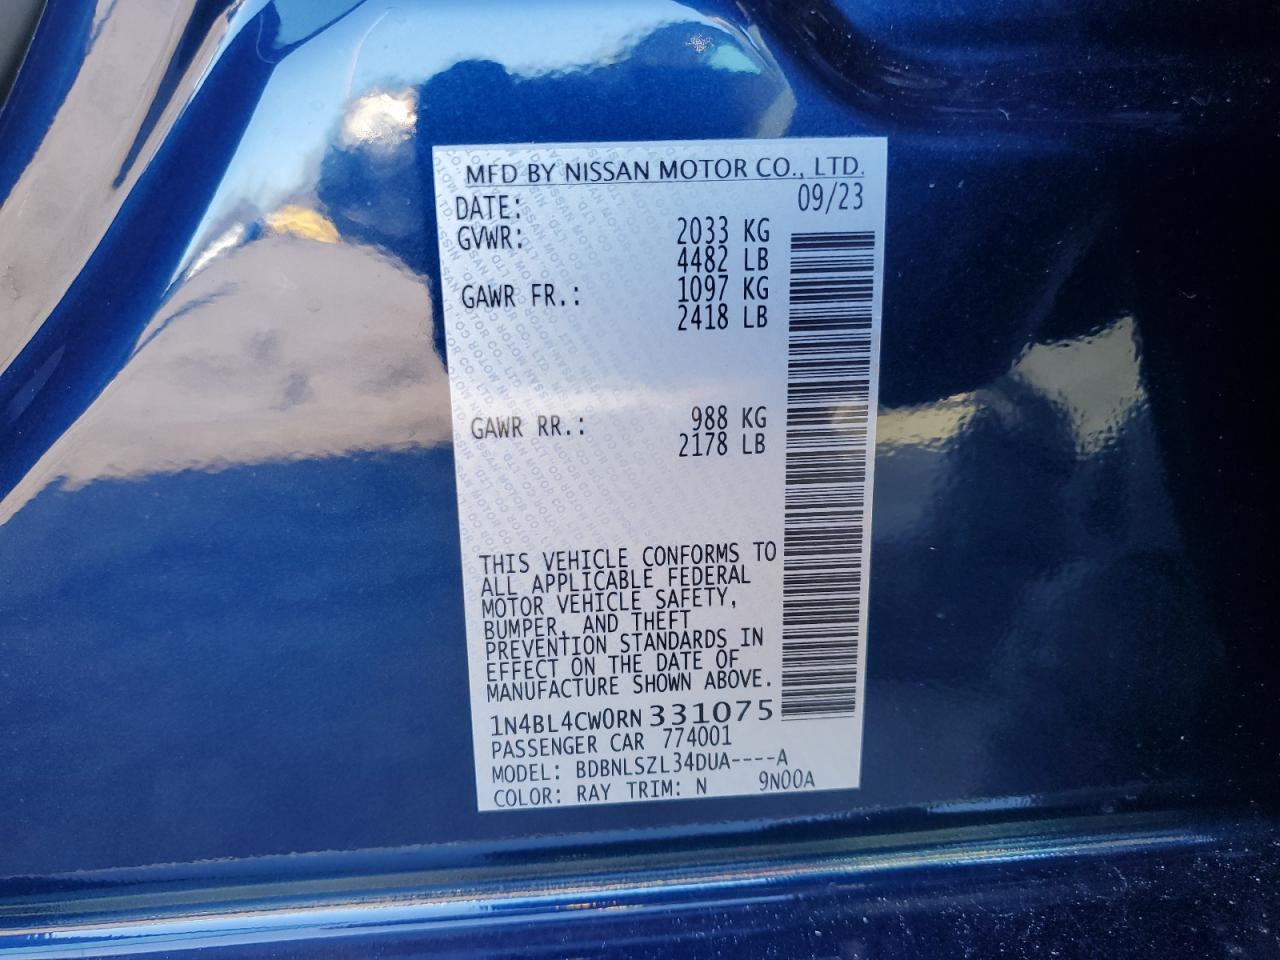 MFD BY NISSAN MOTOR CO., LTD.
DATE: 09/23
GVWR: 2033 KG
4482 LB
GAWR FR.: 1097 KG
2418 LB
GAWR RR.: 988 KG
2178 LB
THIS VEHICLE CONFORMS TO
ALL APPLICABLE FEDERAL
MOTOR VEHICLE SAFETY,
BUMPER, AND THEFT
PREVENTION STANDARDS IN
EFFECT ON THE DATE OF
MANUFACTURE SHOWN ABOVE.
1N4BL4CW0RN331075
PASSENGER CAR 774001
MODEL: BDBNLSZL34DUA----A
COLOR: RAY TRIM: N 9N00A